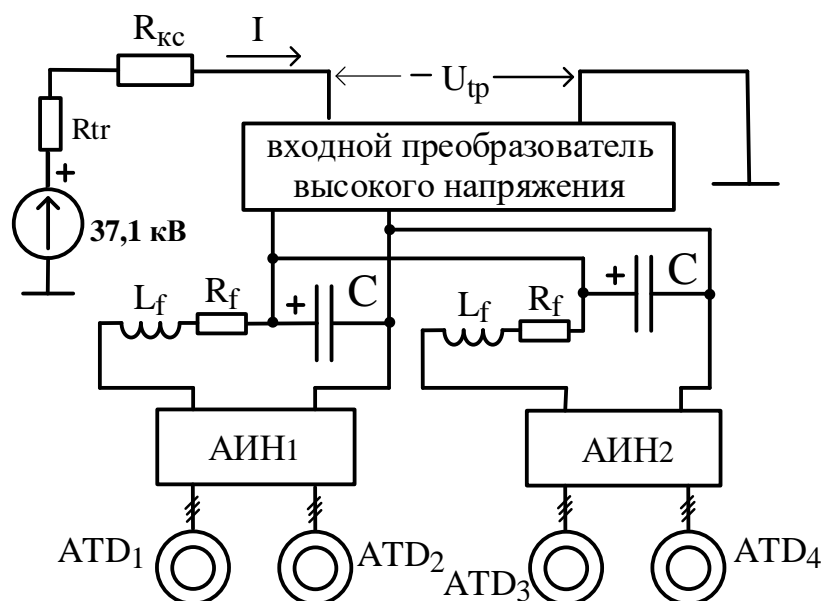 Rкс
I
− Utp
Rtr
+
37,1 кВ
входной преобразователь
высокого напряжения
Lf
Rf
+
C
Lf
Rf
+
C
АИН1
АИН2
ATD1
ATD2
ATD3
ATD4